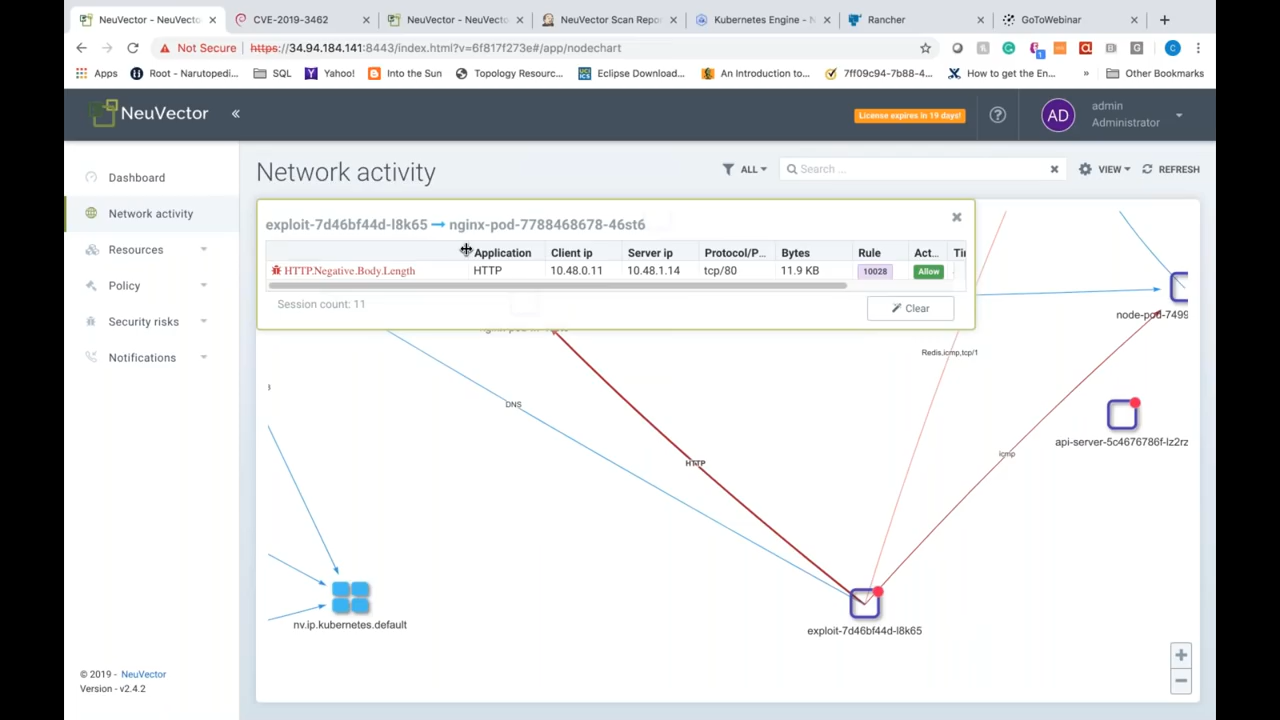 NeuVector - NeuVecto
CVE-2019-3462
NeuVector - NeuVecto
NeuVector Scan Repor
Kubernetes Engine - N
Rancher
GoToWebinar
Not Secure
https://34.94.184.141:8443/index.html?v=6f817f273e#/app/nodechart
Apps
Root - Narutopedi...
SQL
Yahoo!
Into the Sun
Topology Resourc...
Eclipse Download...
An Introduction to...
7ff09c94-7b88-4...
How to get the En...
»
Other Bookmarks
NeuVector «
License expires in 19 days!
AD
admin
Administrator
Dashboard
Network activity
Resources
Policy
Security risks
Notifications
© 2019 - NeuVector
Version - v2.4.2
Network activity
ALL
Search ...
VIEW
REFRESH
exploit-7d46bf44d-l8k65 → nginx-pod-7788468678-46st6
Application Client ip Server ip Protocol/P... Bytes Rule Act...
HTTP.Negative.Body.Length HTTP 10.48.0.11 10.48.1.14 tcp/80 11.9 KB 10028 Allow
Session count: 11
Clear
node-pod-7499
Redis,icmp,tcp/1
DNS
api-server-5c4676786f-lz2rz
icmp
HTTP
nv.ip.kubernetes.default
exploit-7d46bf44d-l8k65